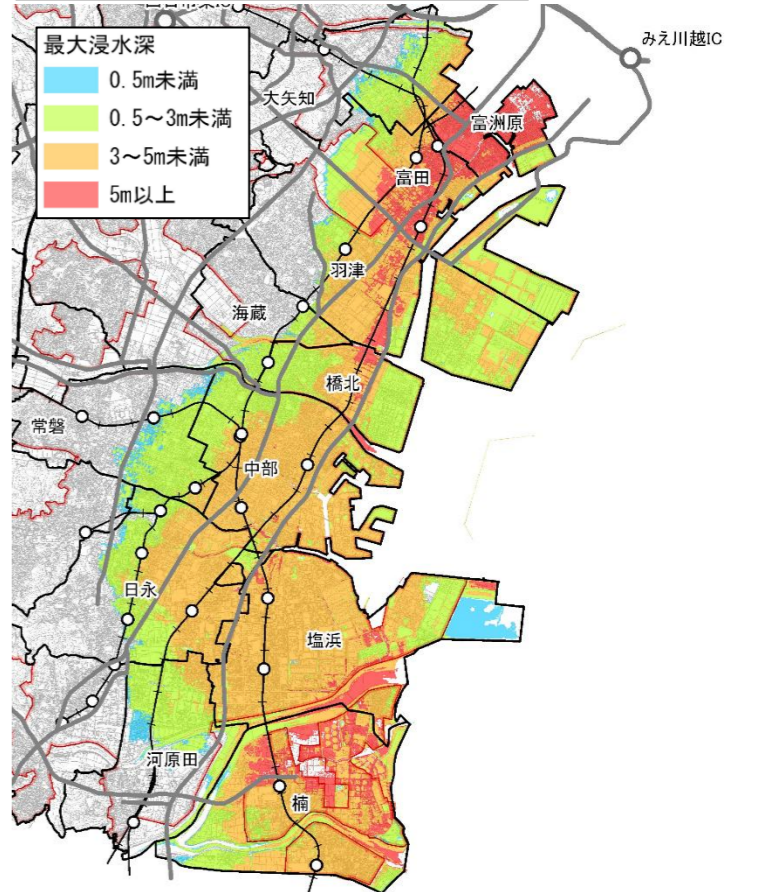 みえ川越IC
最大浸水深
0.5m未満
0.5～3m未満
3～5m未満
5m以上
大矢知
富洲原
富田
羽津
海蔵
橋北
常磐
中部
日永
塩浜
河原田
楠